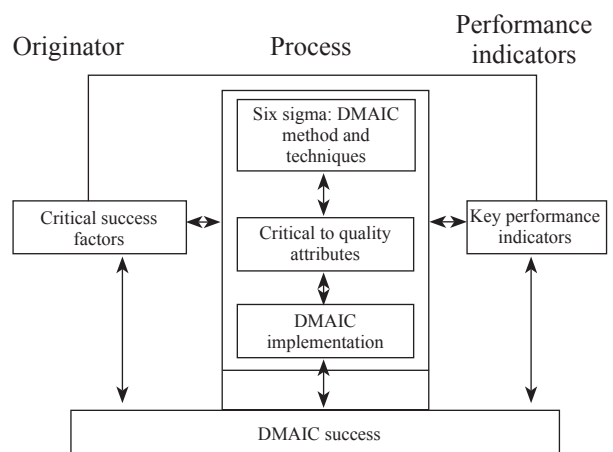 Originator
Process
Performance
indicators
Six sigma: DMAIC
method and
techniques
Critical success
factors
Critical to quality
attributes
Key performance
indicators
DMAIC
implementation
DMAIC success